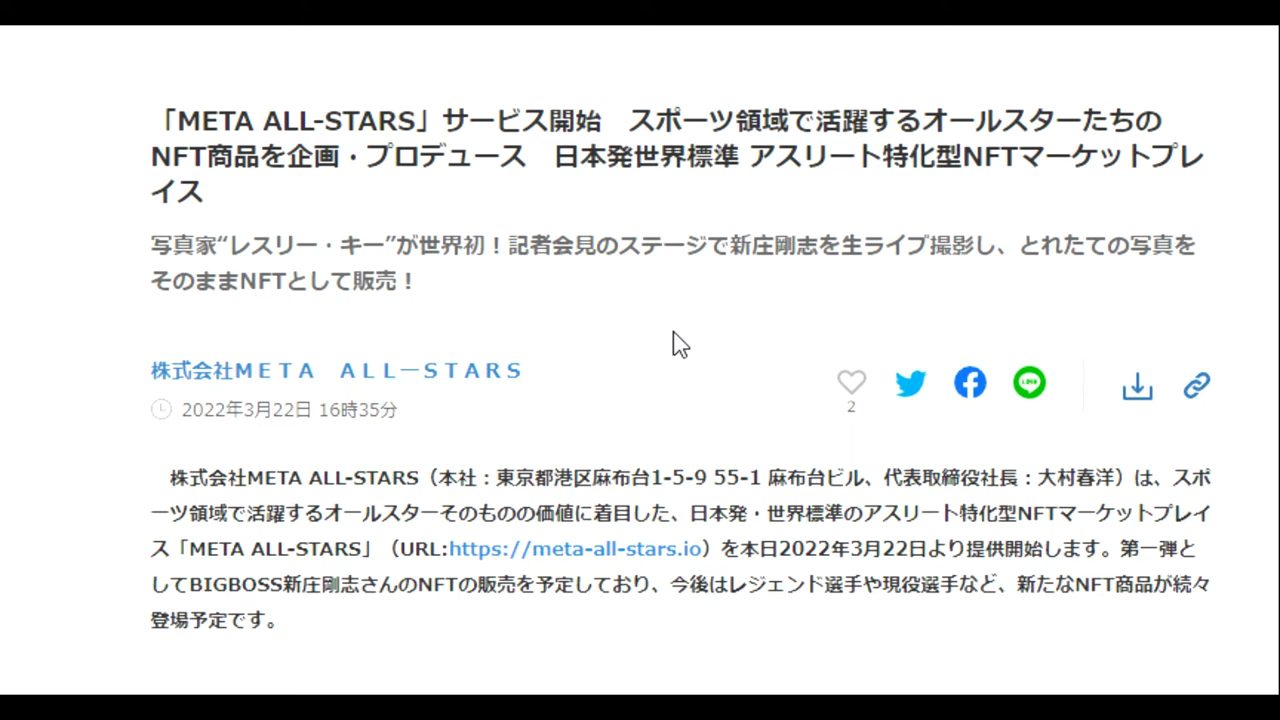 「META ALL-STARS」サービス開始　スポーツ領域で活躍するオールスターたちの
NFT商品を企画・プロデュース　日本発世界標準 アスリート特化型NFTマーケットプレ
イス
写真家“レスリー・キー”が世界初！記者会見のステージで新庄剛志を生ライブ撮影し、とれたての写真を
そのままNFTとして販売！
株式会社ＭＥＴＡ　ＡＬＬ－ＳＴＡＲＳ
2022年3月22日 16時35分
2
LINE
株式会社META ALL-STARS（本社：東京都港区麻布台1-5-9 55-1 麻布台ビル、代表取締役社長：大村春洋）は、スポ
ーツ領域で活躍するオールスターそのものの価値に着目した、日本発・世界標準のアスリート特化型NFTマーケットプレイ
ス「META ALL-STARS」（URL:https://meta-all-stars.io）を本日2022年3月22日より提供開始します。第一弾と
してBIGBOSS新庄剛志さんのNFTの販売を予定しており、今後はレジェンド選手や現役選手など、新たなNFT商品が続々
登場予定です。